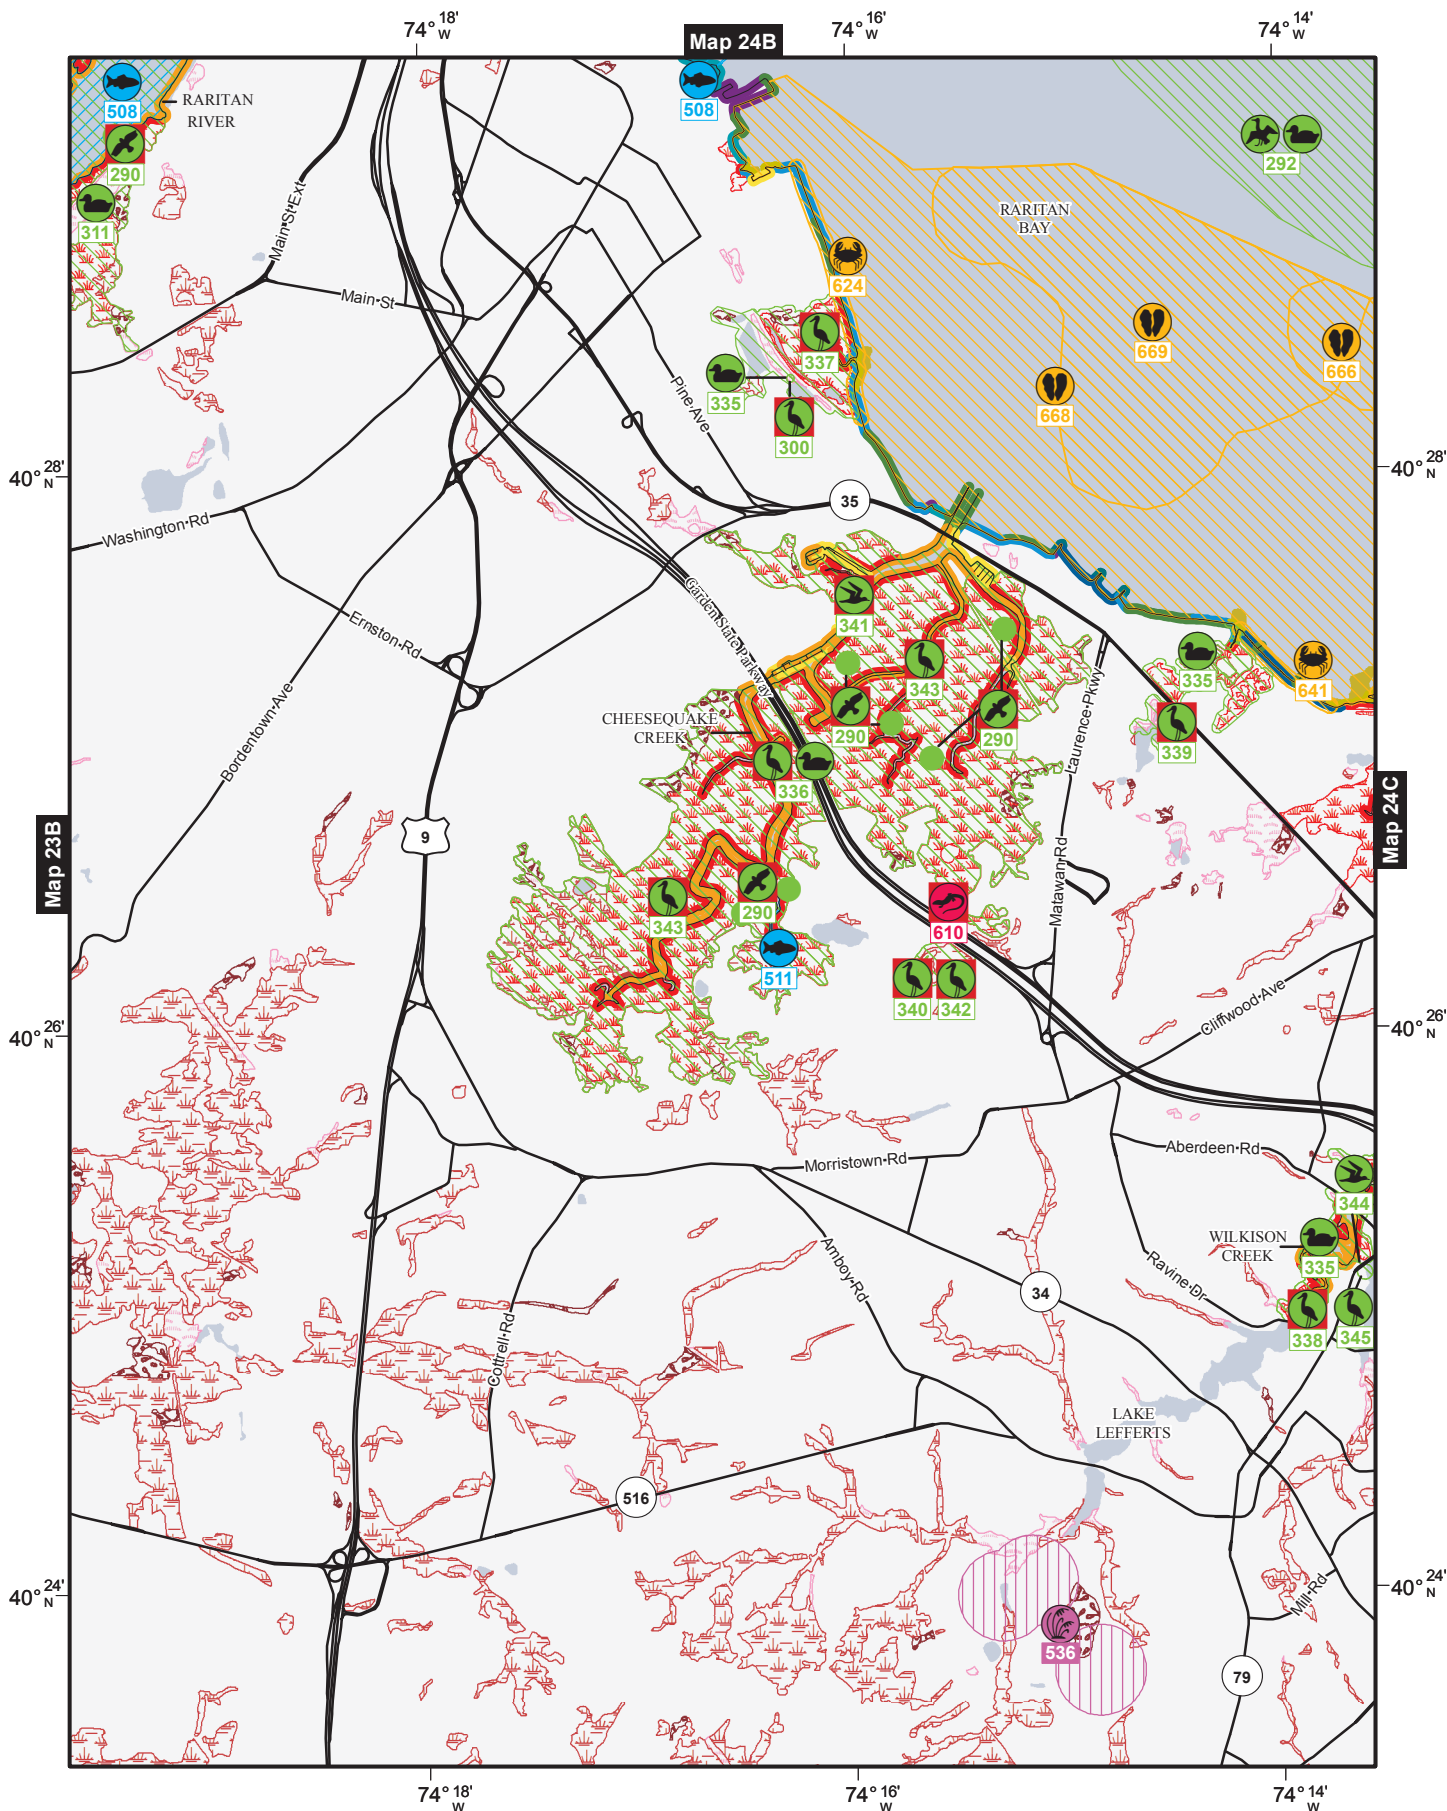 74° 18' W
Map 24B
74° 16' W
74° 14' W
508
RARITAN
RIVER
290
311
508
292
RARITAN
BAY
Main St Ext
Main St
624
337
335
300
Pine Ave
669
666
668
40° 28' N
40° 28' N
35
Washington Rd
Ernston Rd
Garden State Parkway
341
343
290
290
335
641
339
Bordentown Ave
CHEESEQUAKE
CREEK
336
Laurence Pkwy
Map 23B
Map 24C
9
Matawan Rd
343
290
511
610
340
342
Cliffwood Ave
40° 26' N
40° 26' N
Morristown Rd
Aberdeen Rd
344
WILKISON
CREEK
335
Amboy Rd
Ravine Dr
34
338
345
Cottrell Rd
LAKE
LEFFERTS
516
40° 24' N
40° 24' N
Mill Rd
536
79
74° 18' W
74° 16' W
74° 14' W